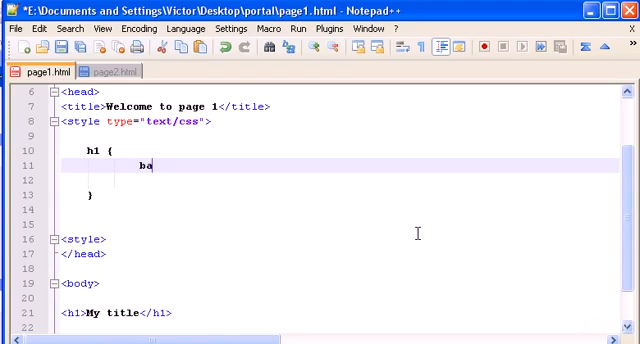 *E:\Documents and Settings\Victor\Desktop\portal\page1.html - Notepad++
File Edit Search View Encoding Language Settings Macro Run Plugins Window ?
page1.html page2.html
6 <head>
7 <title>Welcome to page 1</title>
8 <style type="text/css">
9
10 h1 {
11 ba
12
13 }
14
15
16 <style>
17 </head>
18
19 <body>
20
21 <h1>My title</h1>
22